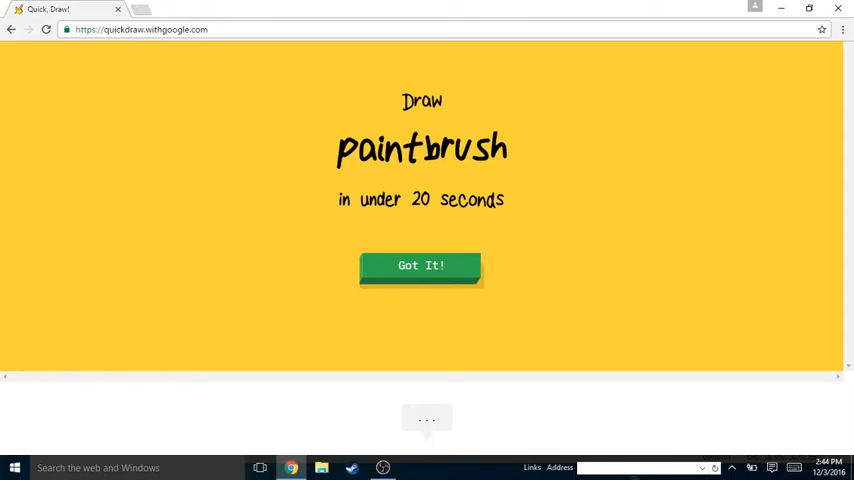 Quick, Draw!
https://quickdraw.withgoogle.com
Draw
paintbrush
in under 20 seconds
Got It!
...
Search the web and Windows
Links Address
2:44 PM
12/3/2016